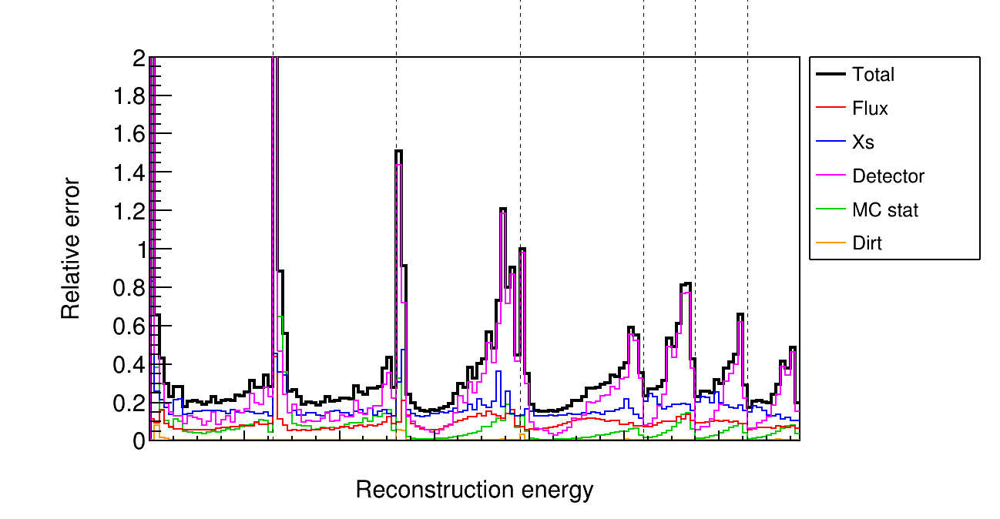 2
1.8
1.6
1.4
1.2
1
0.8
0.6
0.4
0.2
0
Relative error
Reconstruction energy
Total
Flux
Xs
Detector
MC stat
Dirt